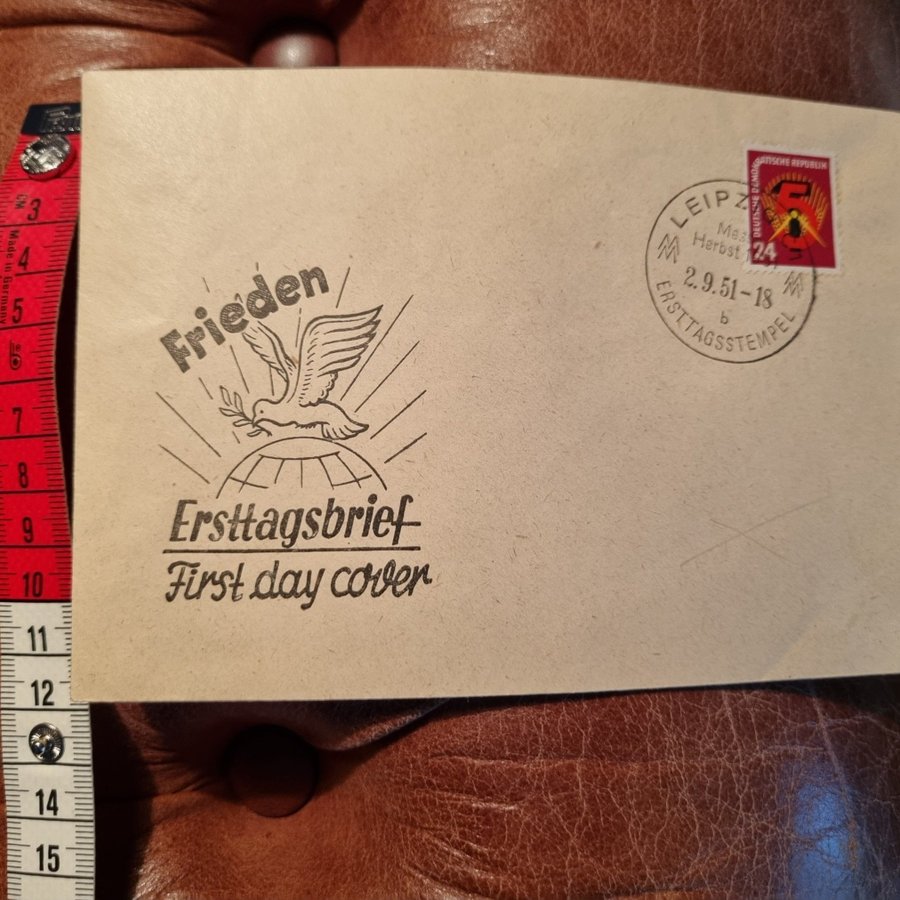 DEUTSCHE DEMOKRATISCHE REPUBLIK
5
24
LEIPZ
Mes
Herbst
2.9.51-18
b
ERSTTAGSSTEMPEL
Frieden
Ersttagsbrief
First day cover
CM
Made in Germany
3
4
5
6
7
8
9
10
11
12
14
15